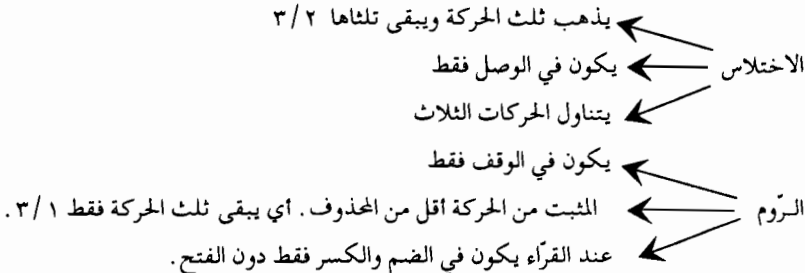 يذهب ثلث الحركة ويبقى تلثاها ٣/٢
الاختلاس
يكون في الوصل فقط
يتناول الحركات الثلاث
يكون في الوقف فقط
الـرّوم
المثبت من الحركة أقل من المحذوف. أي يبقى ثلث الحركة فقط ٣/١.
عند القرّاء يكون في الضم والكسر فقط دون الفتح.